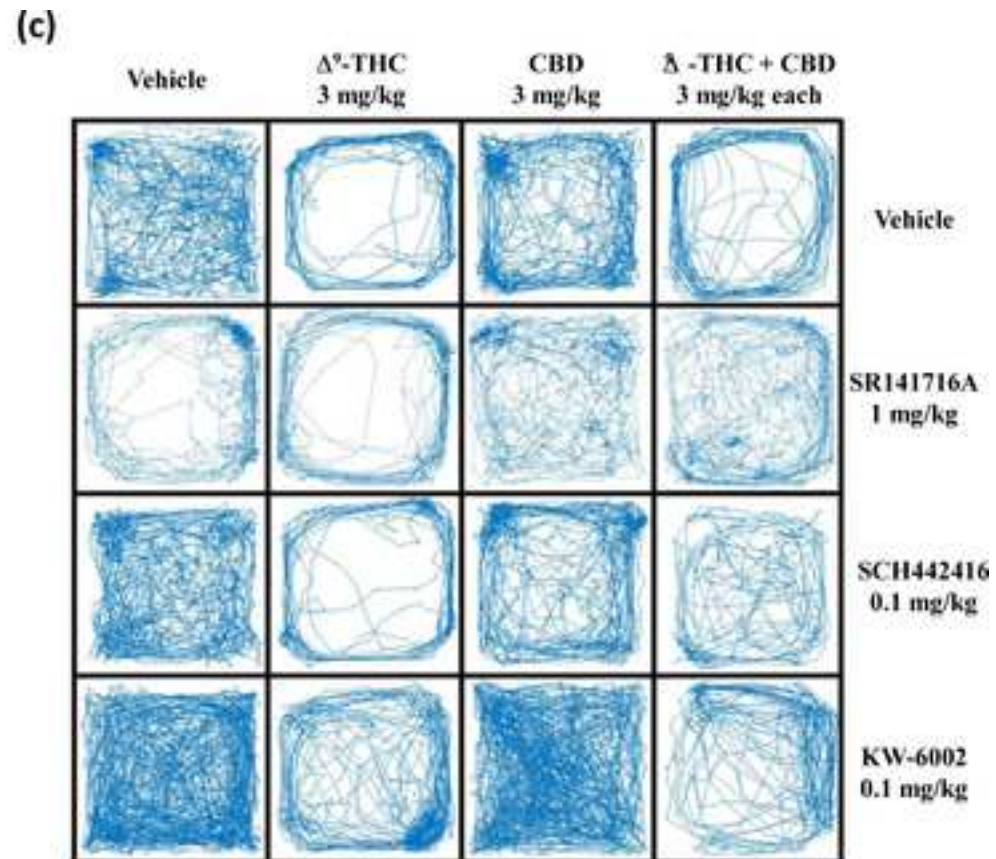 (c)
Vehicle
Δ⁹-THC
3 mg/kg
CBD
3 mg/kg
-THC + CBD
3 mg/kg each
Vehicle
SR141716A
1 mg/kg
SCH442416
0.1 mg/kg
KW-6002
0.1 mg/kg